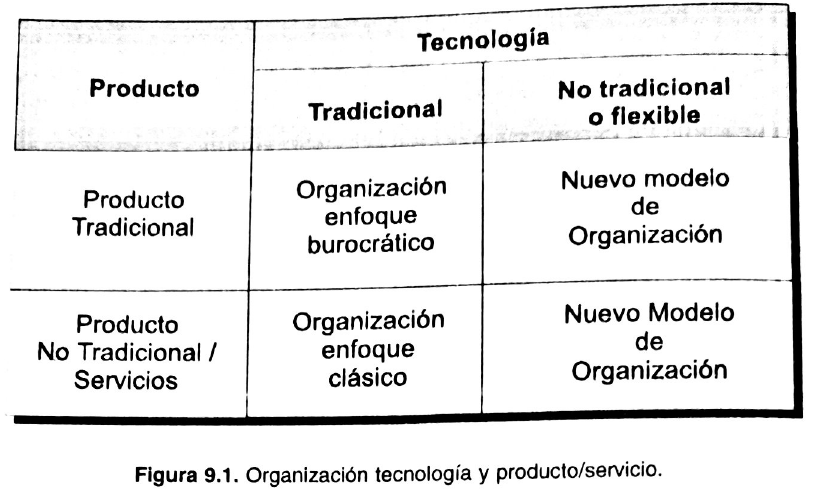 Tecnología
Producto
Tradicional
No tradicional
o flexible
Producto
Tradicional
Organización
enfoque
burocrático
Nuevo modelo
de
Organización
Producto
No Tradicional /
Servicios
Organización
enfoque
clásico
Nuevo Modelo
de
Organización
Figura 9.1. Organización tecnología y producto/servicio.